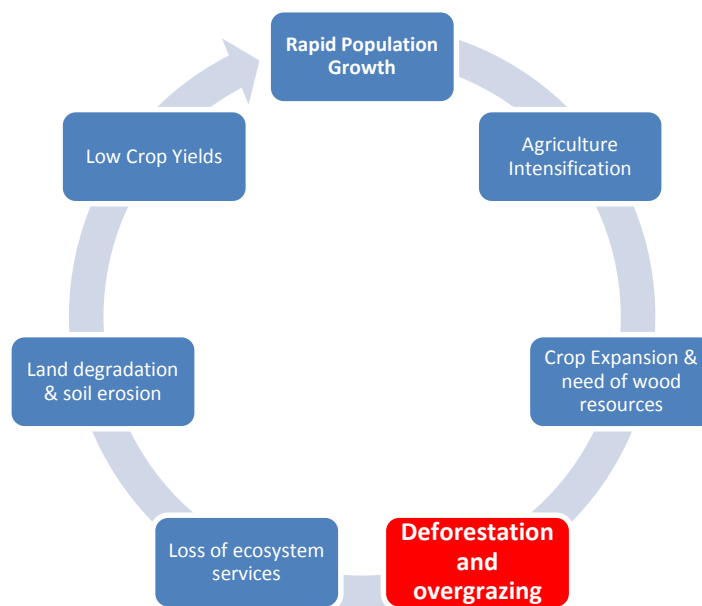 Rapid Population
Growth
Agriculture
Intensification
Crop Expansion &
need of wood
resources
Deforestation
and
overgrazing
Loss of ecosystem
services
Land degradation
& soil erosion
Low Crop Yields